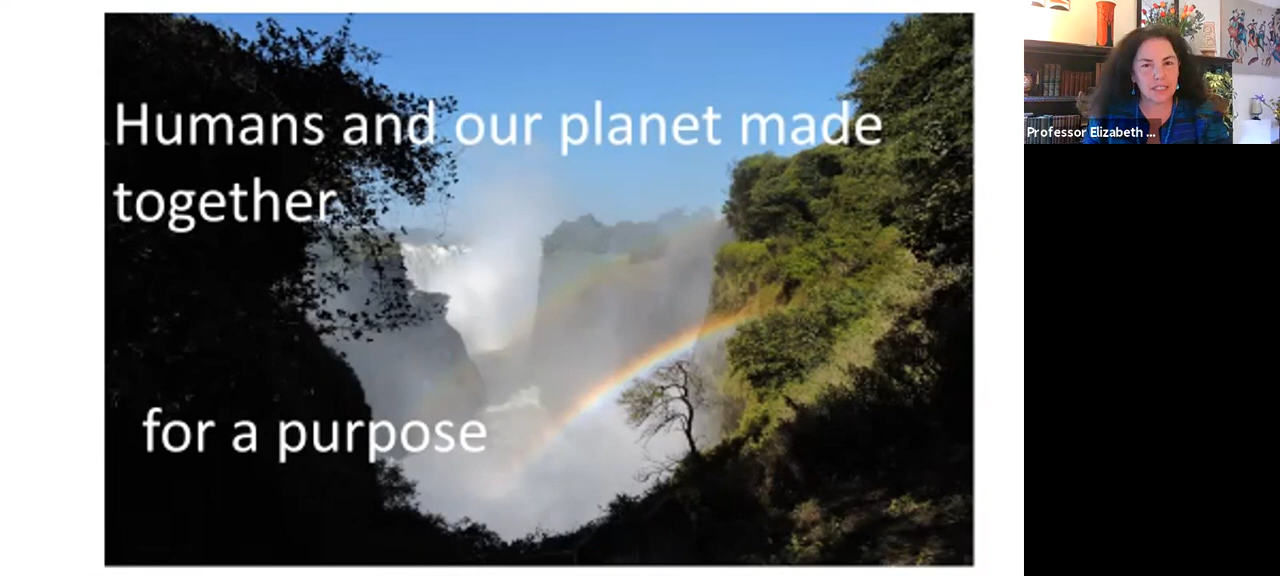 Humans and our planet made
together
for a purpose
Professor Elizabeth ...